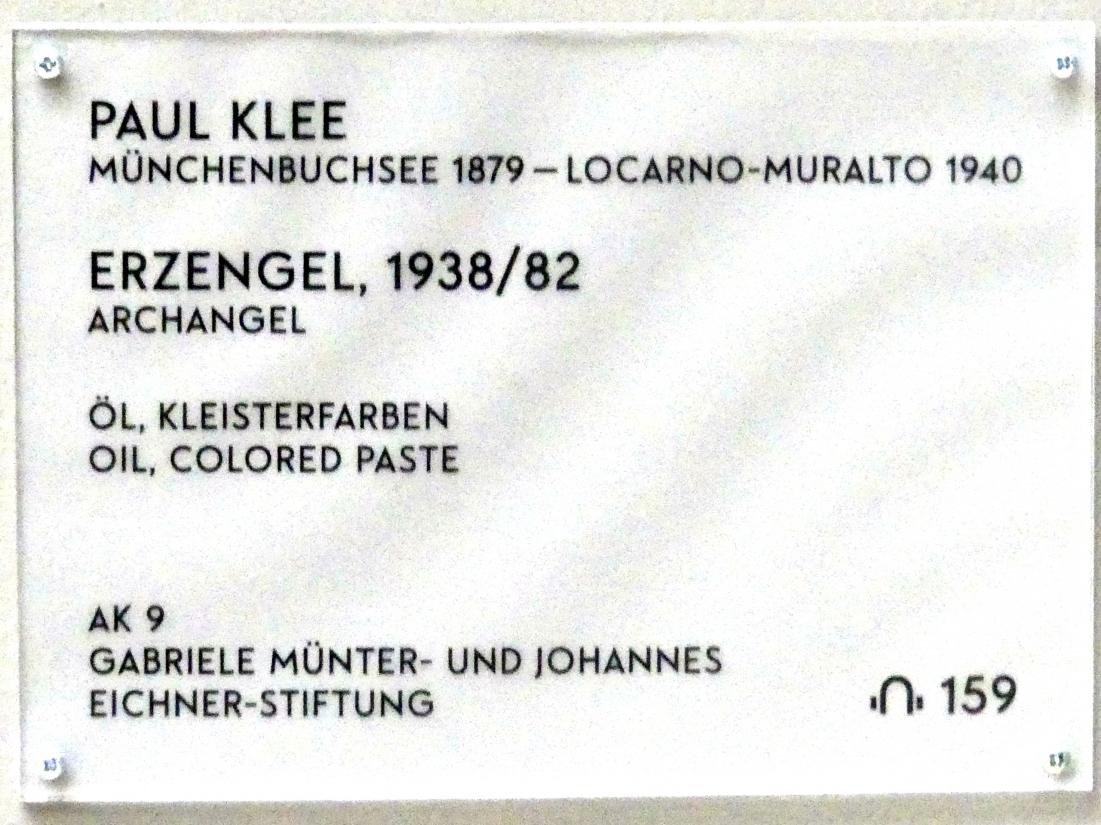 PAUL KLEE
MÜNCHENBUCHSEE 1879 – LOCARNO-MURALTO 1940
ERZENGEL, 1938/82
ARCHANGEL
ÖL, KLEISTERFARBEN
OIL, COLORED PASTE
AK 9
GABRIELE MÜNTER- UND JOHANNES
EICHNER-STIFTUNG
159